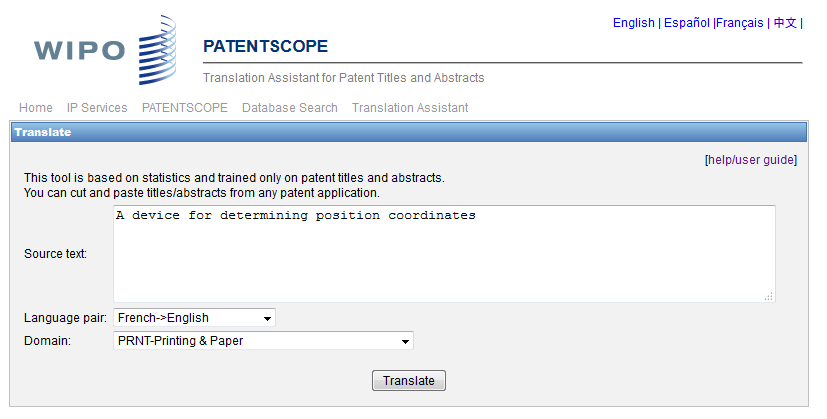 English | Español |Français | 中文 |
WIPO
PATENTSCOPE
Translation Assistant for Patent Titles and Abstracts
Home IP Services PATENTSCOPE Database Search Translation Assistant
Translate
[help/user guide]
This tool is based on statistics and trained only on patent titles and abstracts.
You can cut and paste titles/abstracts from any patent application.
A device for determining position coordinates
Source text:
Language pair: French->English
Domain: PRNT-Printing & Paper
Translate